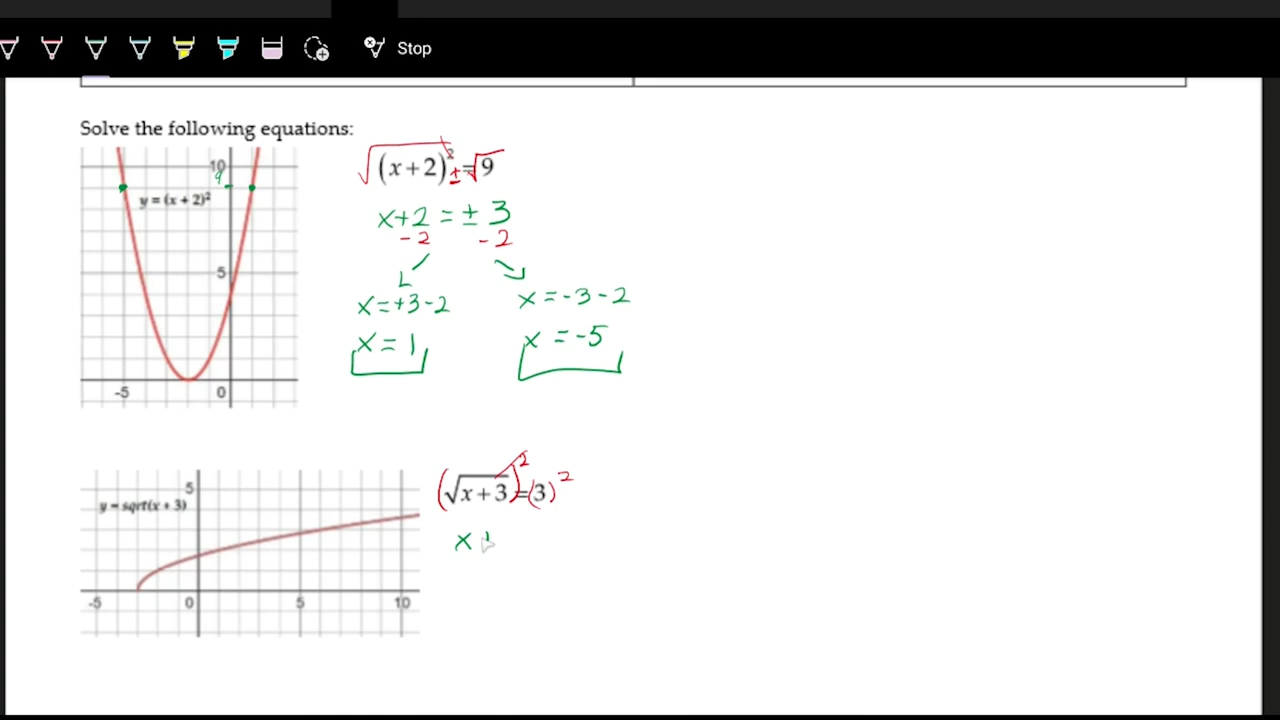 Stop
Solve the following equations:
10
9
y = (x + 2)²
5
-5
0
√(x+2)² = ±√9
x+2 = ± 3
-2 -2
x = +3-2
x = -3-2
x = 1
x = -5
5
y = sqrt(x + 3)
-5
0
5
10
(√x+3)² = (3)²
x +